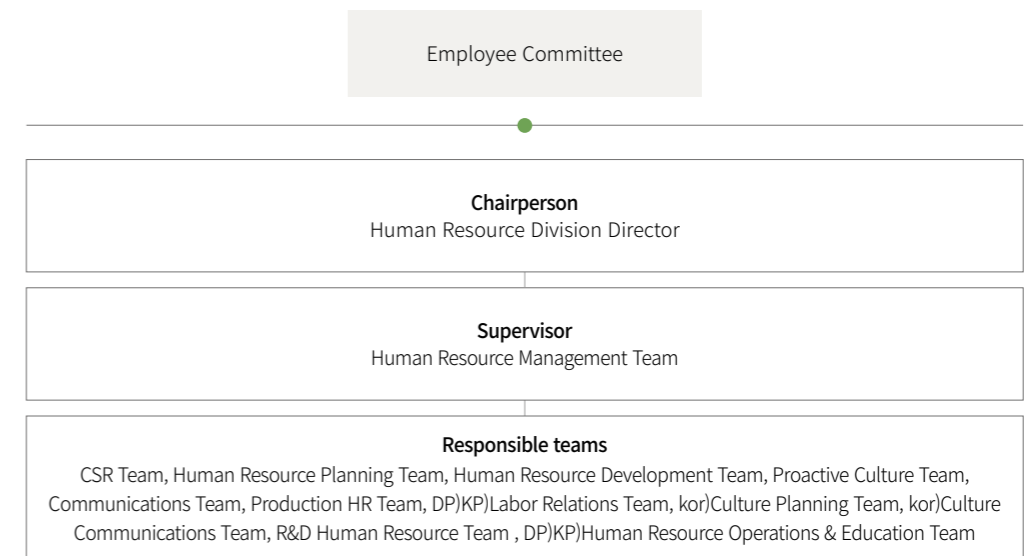 Employee Committee
Chairperson
Human Resource Division Director
Supervisor
Human Resource Management Team
Responsible teams
CSR Team, Human Resource Planning Team, Human Resource Development Team, Proactive Culture Team,
Communications Team, Production HR Team, DP)KP)Labor Relations Team, kor)Culture Planning Team, kor)Culture
Communications Team, R&D Human Resource Team , DP)KP)Human Resource Operations & Education Team